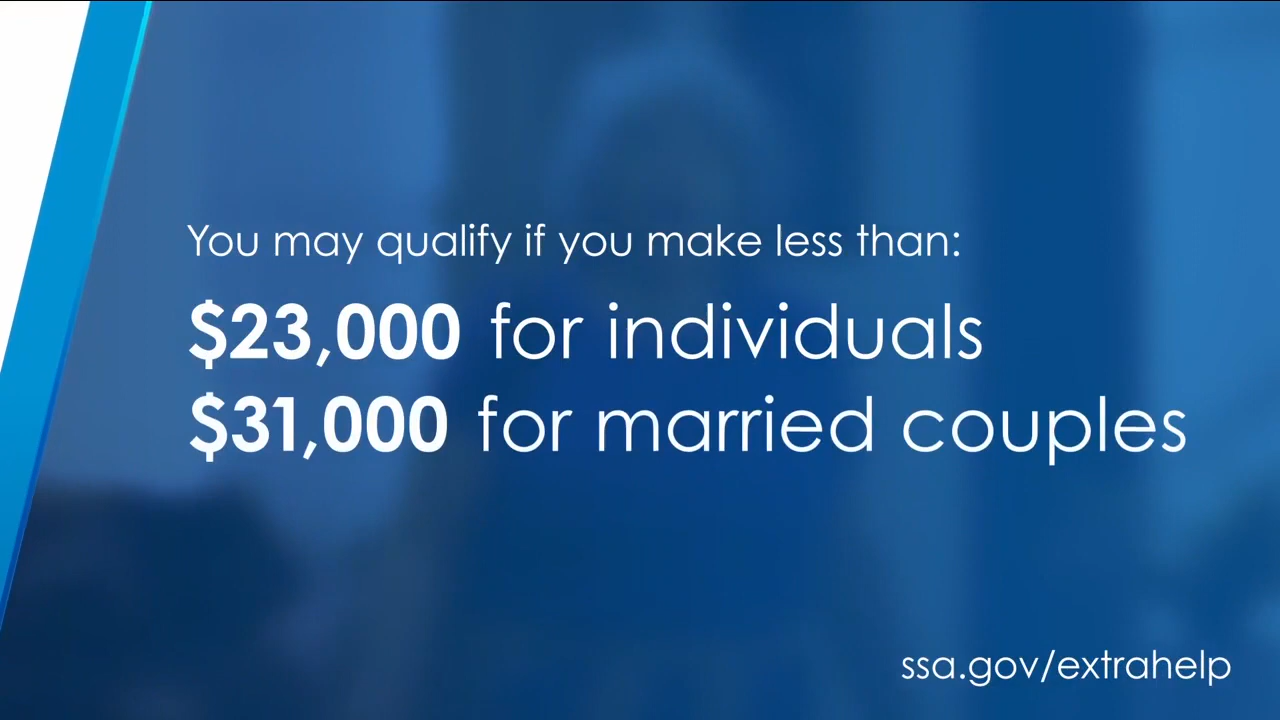 You may qualify if you make less than:
$23,000 for individuals
$31,000 for married couples
ssa.gov/extrahelp